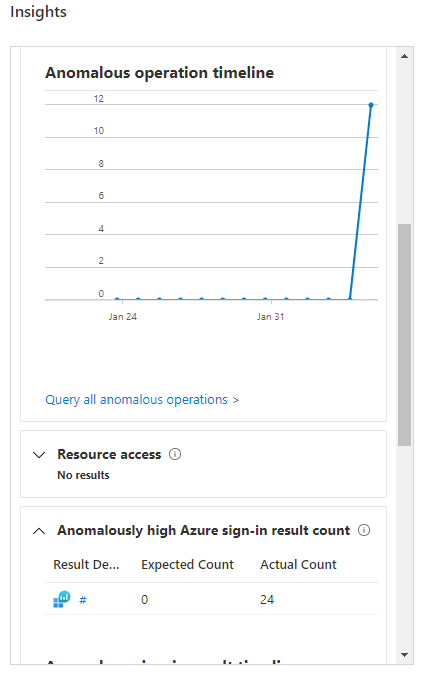 Insights
Anomalous operation timeline
12
10
8
6
4
2
0
Jan 24 Jan 31
Query all anomalous operations >
Resource access
No results
Anomalously high Azure sign-in result count
Result De... Expected Count Actual Count
# 0 24